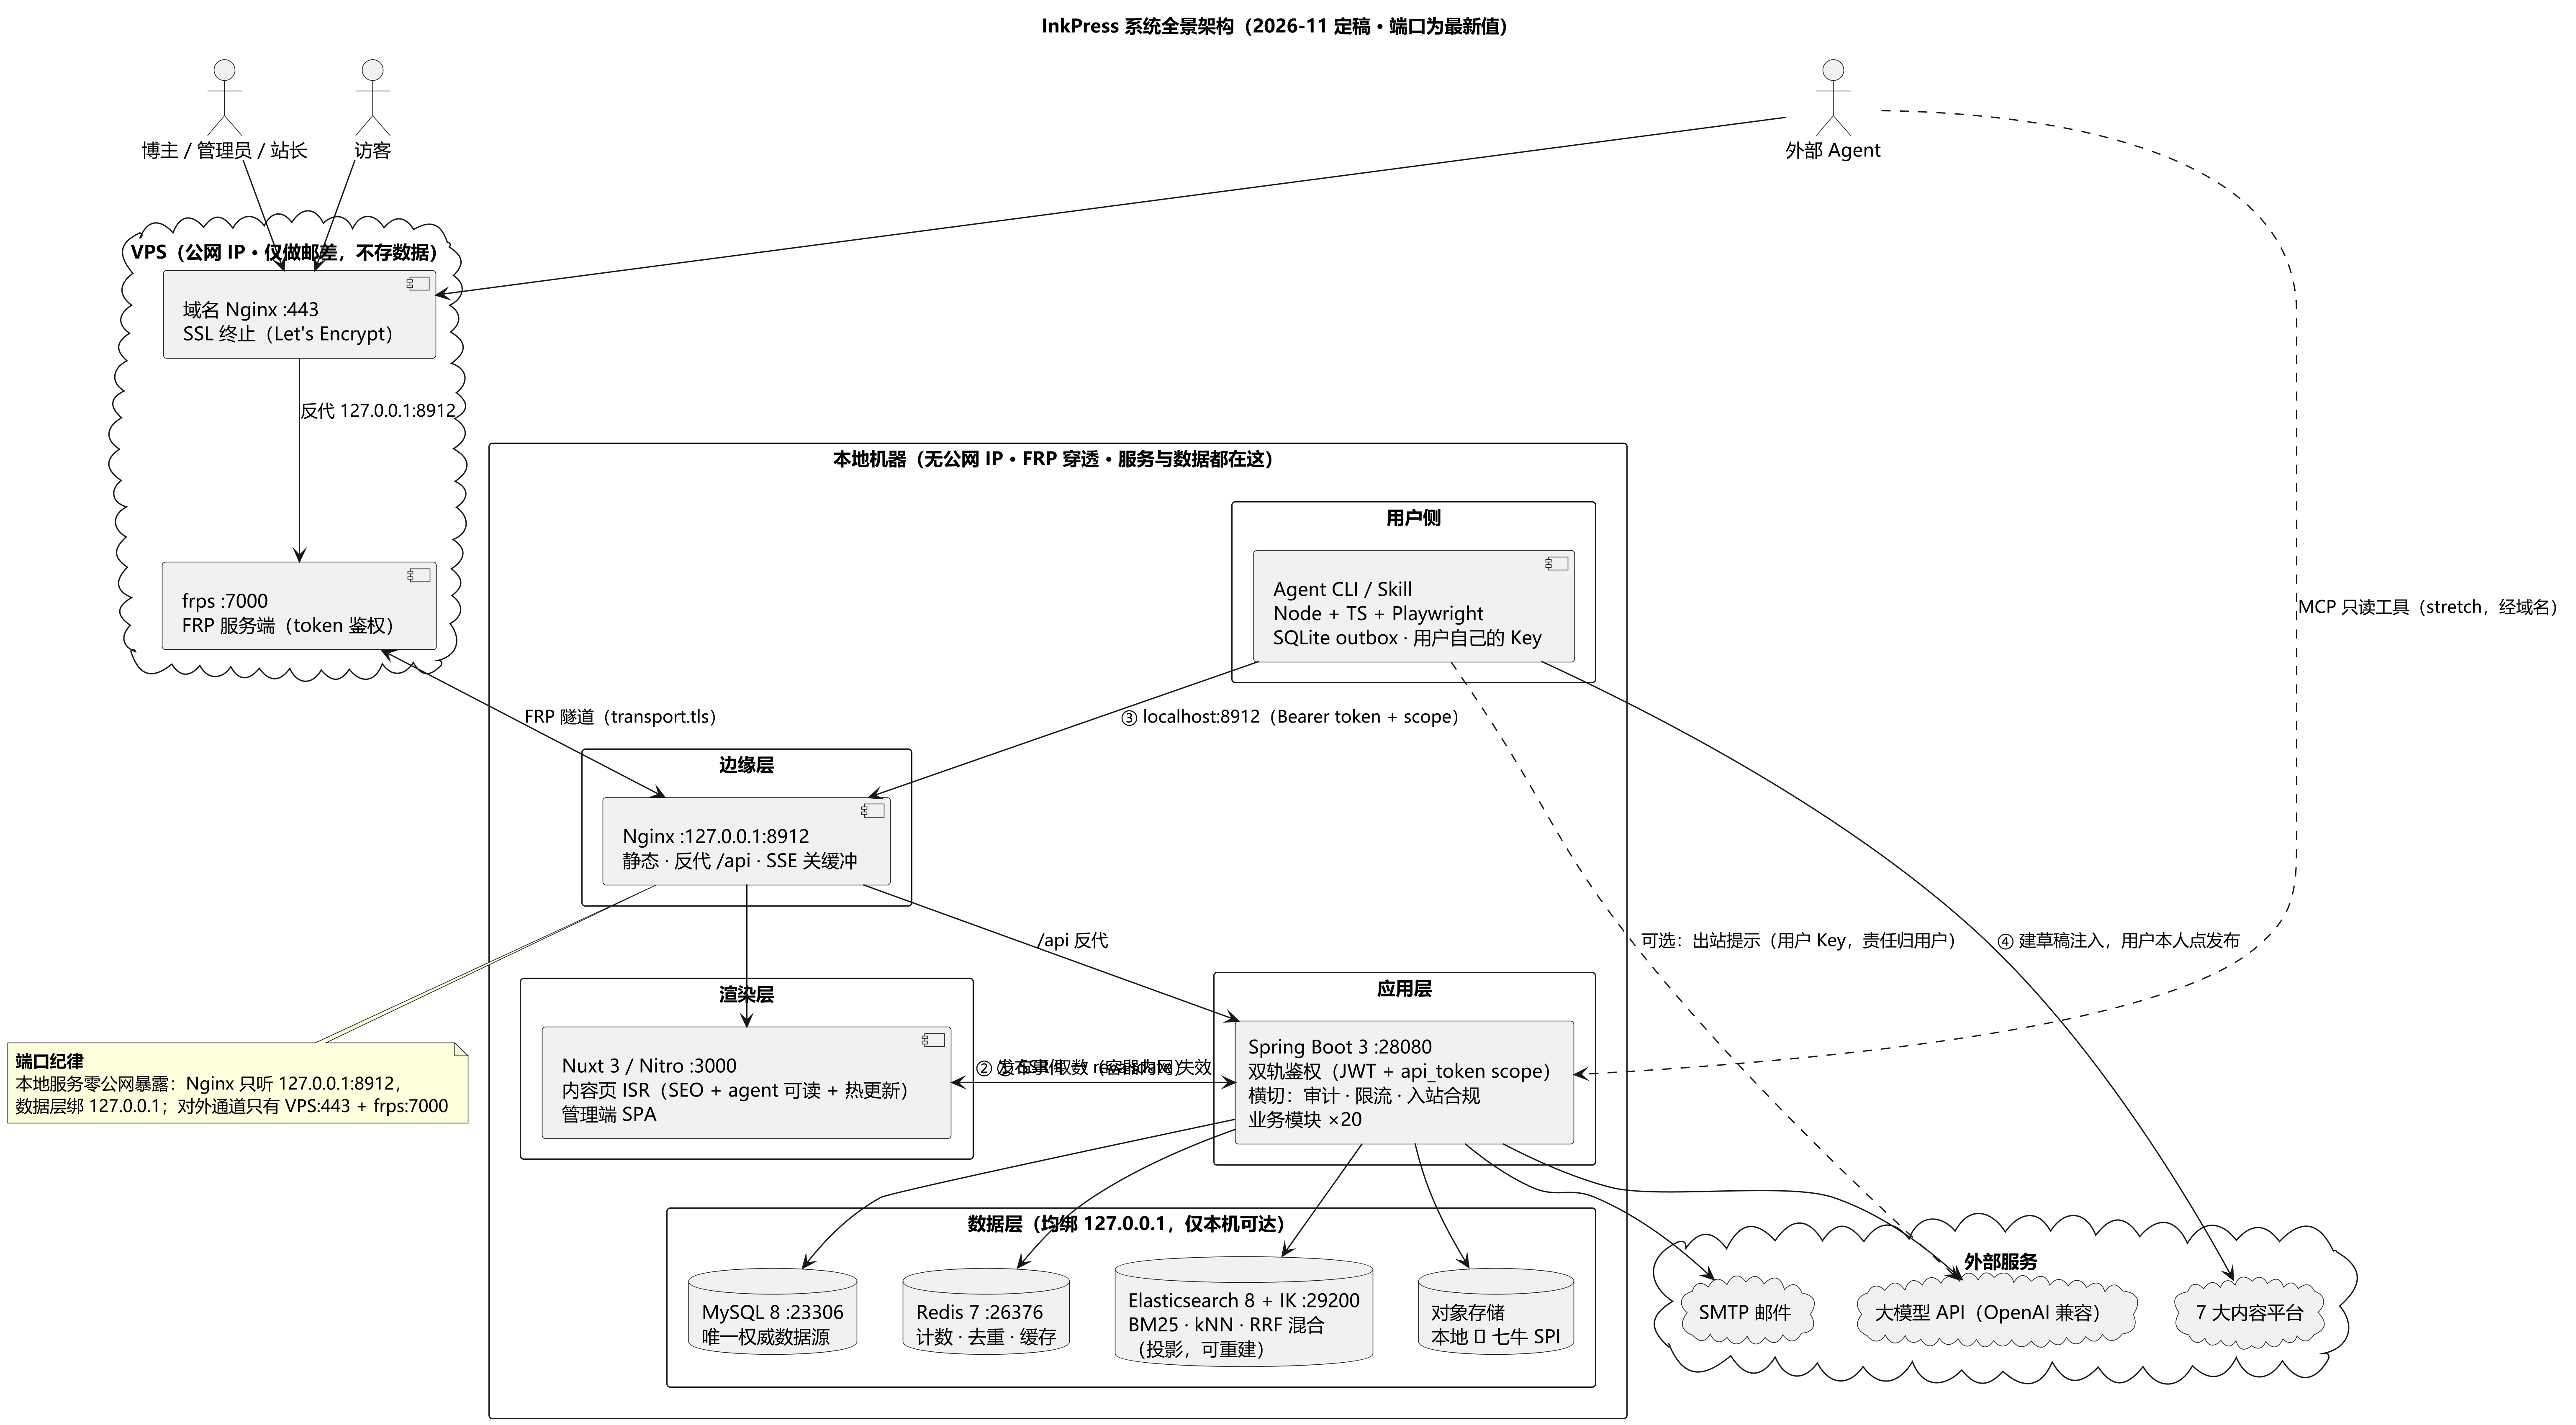 InkPress 系统全景架构（2026-11 定稿 · 端口为最新值）
博主 / 管理员 / 站长
访客
外部 Agent
VPS（公网 IP · 仅做邮差，不存数据）
域名 Nginx :443
SSL 终止（Let's Encrypt）
反代 127.0.0.1:8912
frps :7000
FRP 服务端（token 鉴权）
本地机器（无公网 IP · FRP 穿透 · 服务与数据都在这）
用户侧
Agent CLI / Skill
Node + TS + Playwright
SQLite outbox · 用户自己的 Key
MCP 只读工具（stretch，经域名）
FRP 隧道（transport.tls）
③ localhost:8912（Bearer token + scope）
边缘层
Nginx :127.0.0.1:8912
静态 · 反代 /api · SSE 关缓冲
/api 反代
可选：出站提示（用户 Key，责任归用户）
④ 建草稿注入，用户本人点发布
渲染层
Nuxt 3 / Nitro :3000
内容页 ISR（SEO + agent 可读 + 热更新）
管理端 SPA
应用层
Spring Boot 3 :28080
双轨鉴权（JWT + api_token scope）
横切：审计 · 限流 · 入站合规
业务模块 ×20
端口纪律
本地服务零公网暴露：Nginx 只听 127.0.0.1:8912，
数据层绑 127.0.0.1；对外通道只有 VPS:443 + frps:7000
数据层（均绑 127.0.0.1，仅本机可达）
MySQL 8 :23306
唯一权威数据源
Redis 7 :26376
计数 · 去重 · 缓存
Elasticsearch 8 + IK :29200
BM25 · kNN · RRF 混合
（投影，可重建）
对象存储
本地 七牛 SPI
外部服务
SMTP 邮件
大模型 API（OpenAI 兼容）
7 大内容平台